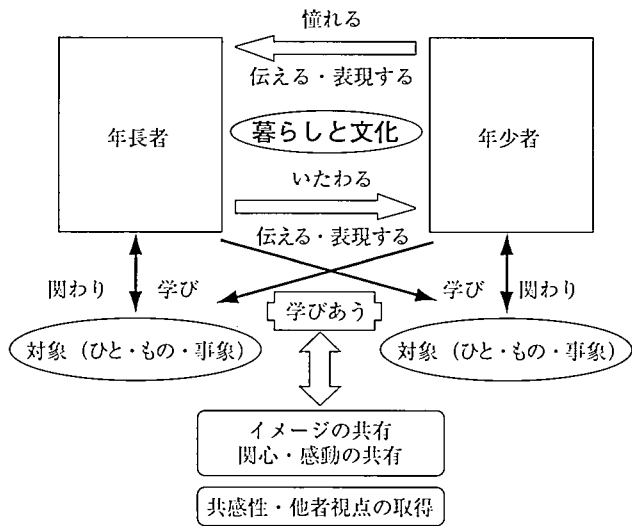 憧れる
伝える・表現する
年長者
暮らしと文化
年少者
いたわる
伝える・表現する
関わり 学び
学びあう
学び 関わり
対象(ひと・もの・事象)
対象(ひと・もの・事象)
イメージの共有
関心・感動の共有
共感性・他者視点の取得